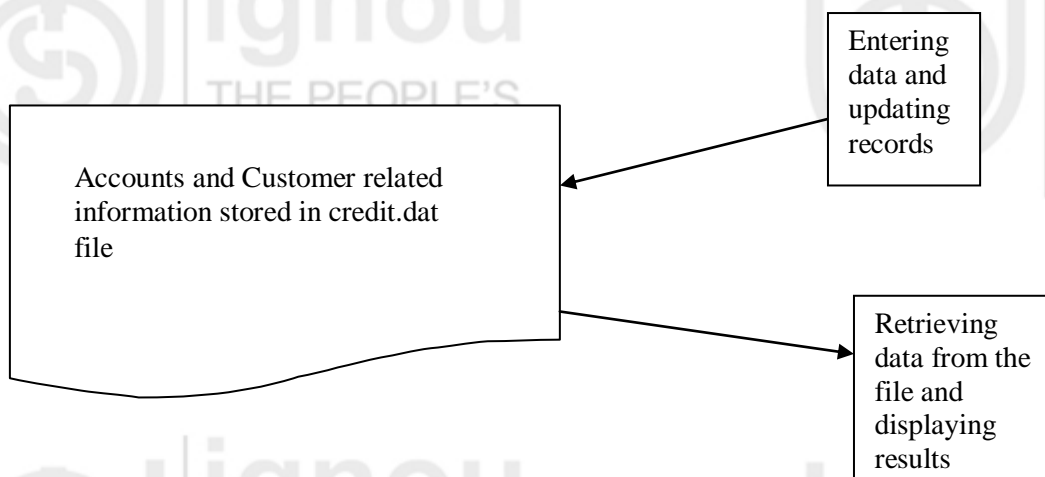 ignou
THE PEOPLE'S
Entering
data and
updating
records
Accounts and Customer related
information stored in credit.dat
file
Retrieving
data from the
file and
displaying
results
ignou